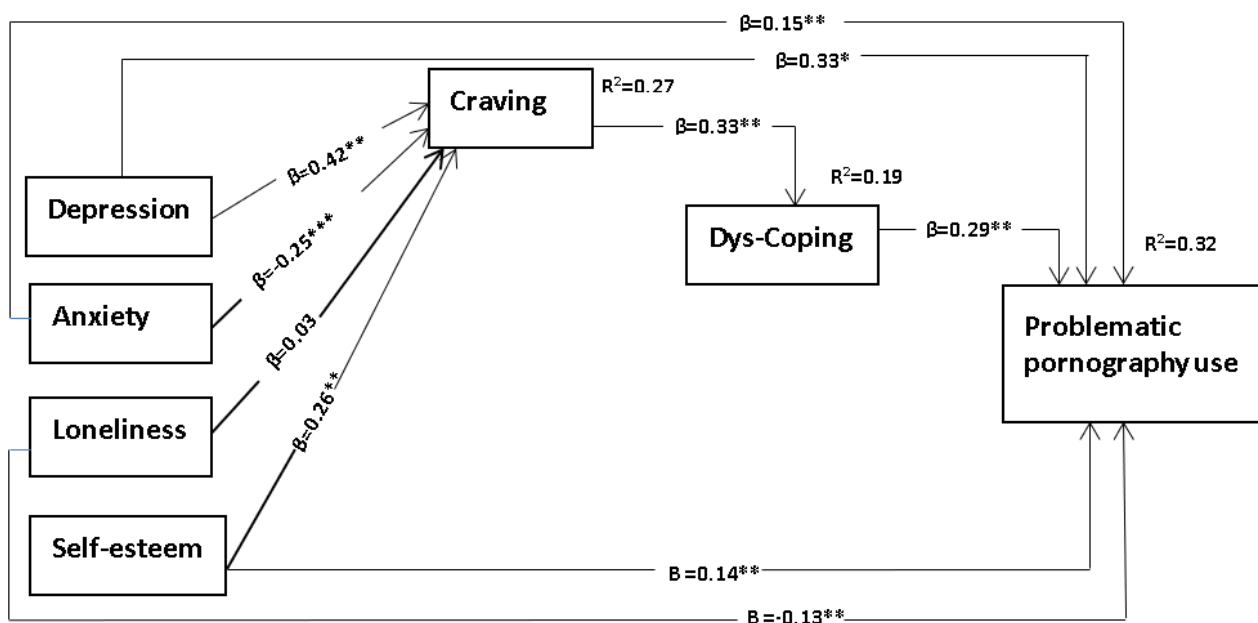 β=0.15**
β=0.33*
Craving
R²=0.27
β=0.33**
β=0.42**
R²=0.19
Depression
Dys-Coping
β=0.29**
β=-0.25***
R²=0.32
Anxiety
Problematic
pornography use
β=0.03
Loneliness
β=0.26**
Self-esteem
B=0.14**
B=-0.13**